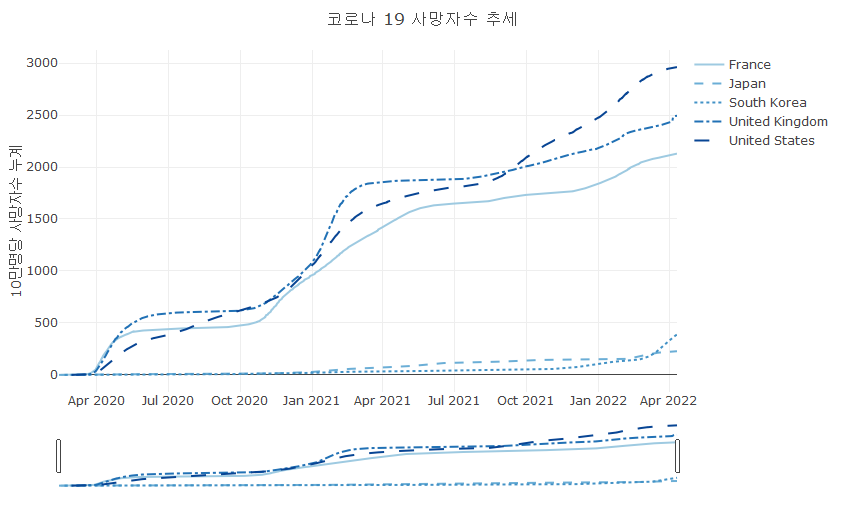 코로나 19 사망자수 추세
10만명당 사망자수 누계
3000
2500
2000
1500
1000
500
0
Apr 2020 Jul 2020 Oct 2020 Jan 2021 Apr 2021 Jul 2021 Oct 2021 Jan 2022 Apr 2022
France
Japan
South Korea
United Kingdom
United States